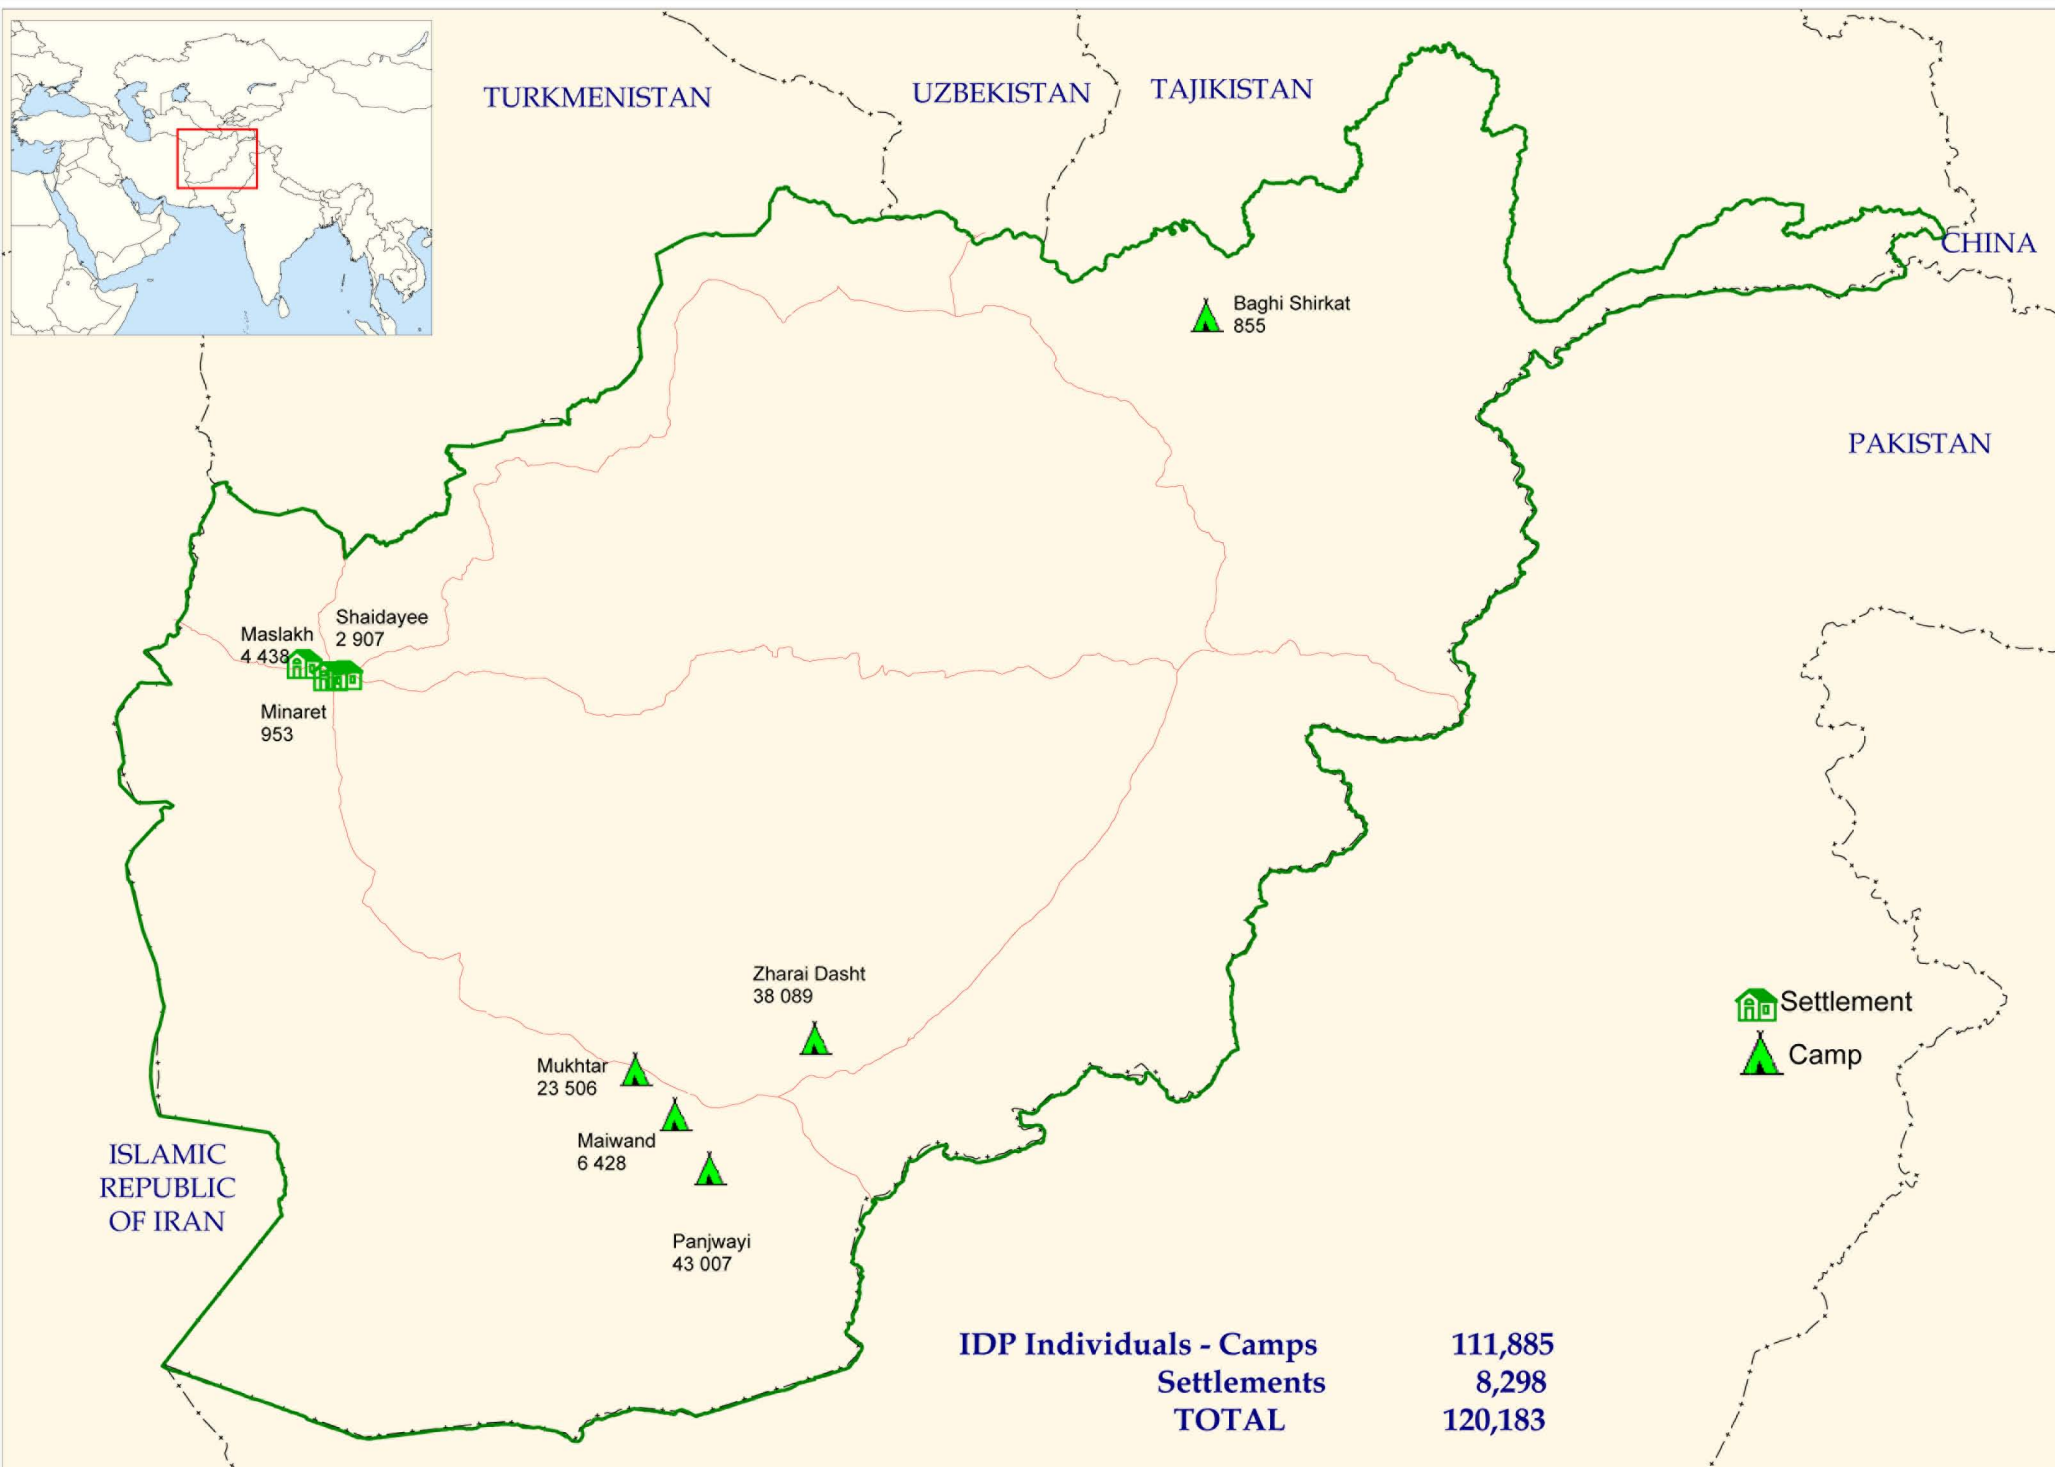 TURKMENISTAN
UZBEKISTAN
TAJIKISTAN
CHINA
Baghi Shirkat
855
PAKISTAN
Shaidayee
2 907
Maslakh
4 438
Minaret
953
Zharai Dasht
38 089
Settlement
Camp
Mukhtar
23 506
Maiwand
6 428
ISLAMIC
REPUBLIC
OF IRAN
Panjwayi
43 007
IDP Individuals - Camps 111,885
Settlements 8,298
TOTAL 120,183